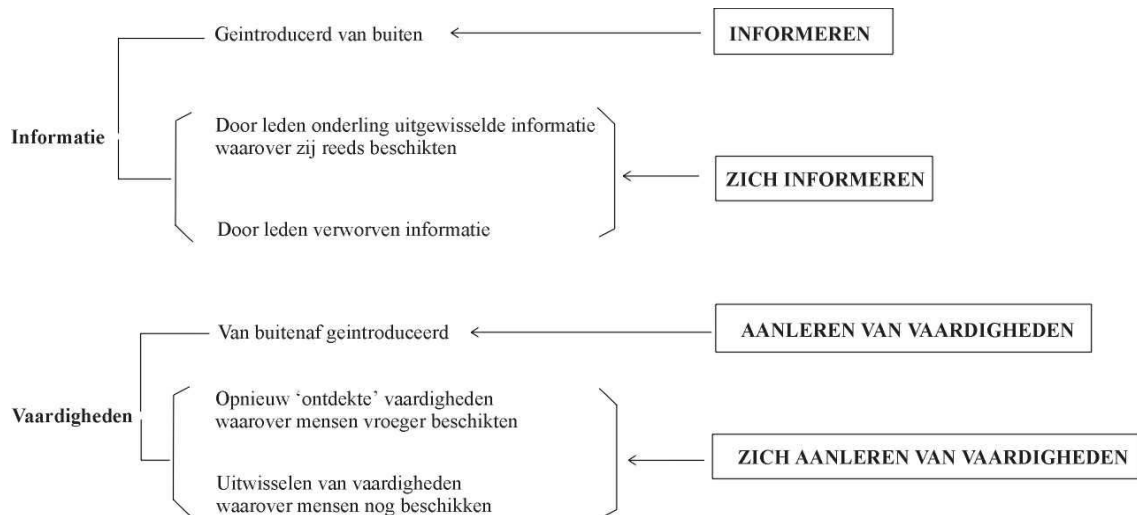 Geintroducerd van buiten
INFORMEREN
Informatie
Door leden onderling uitgewisselde informatie
waarover zij reeds beschikten
ZICH INFORMEREN
Door leden verworven informatie
Van buitenaf geintroduceerd
AANLEREN VAN VAARDIGHEDEN
Vaardigheden
Opnieuw ‘ontdekte’ vaardigheden
waarover mensen vroeger beschikten
ZICH AANLEREN VAN VAARDIGHEDEN
Uitwisselen van vaardigheden
waarover mensen nog beschikken